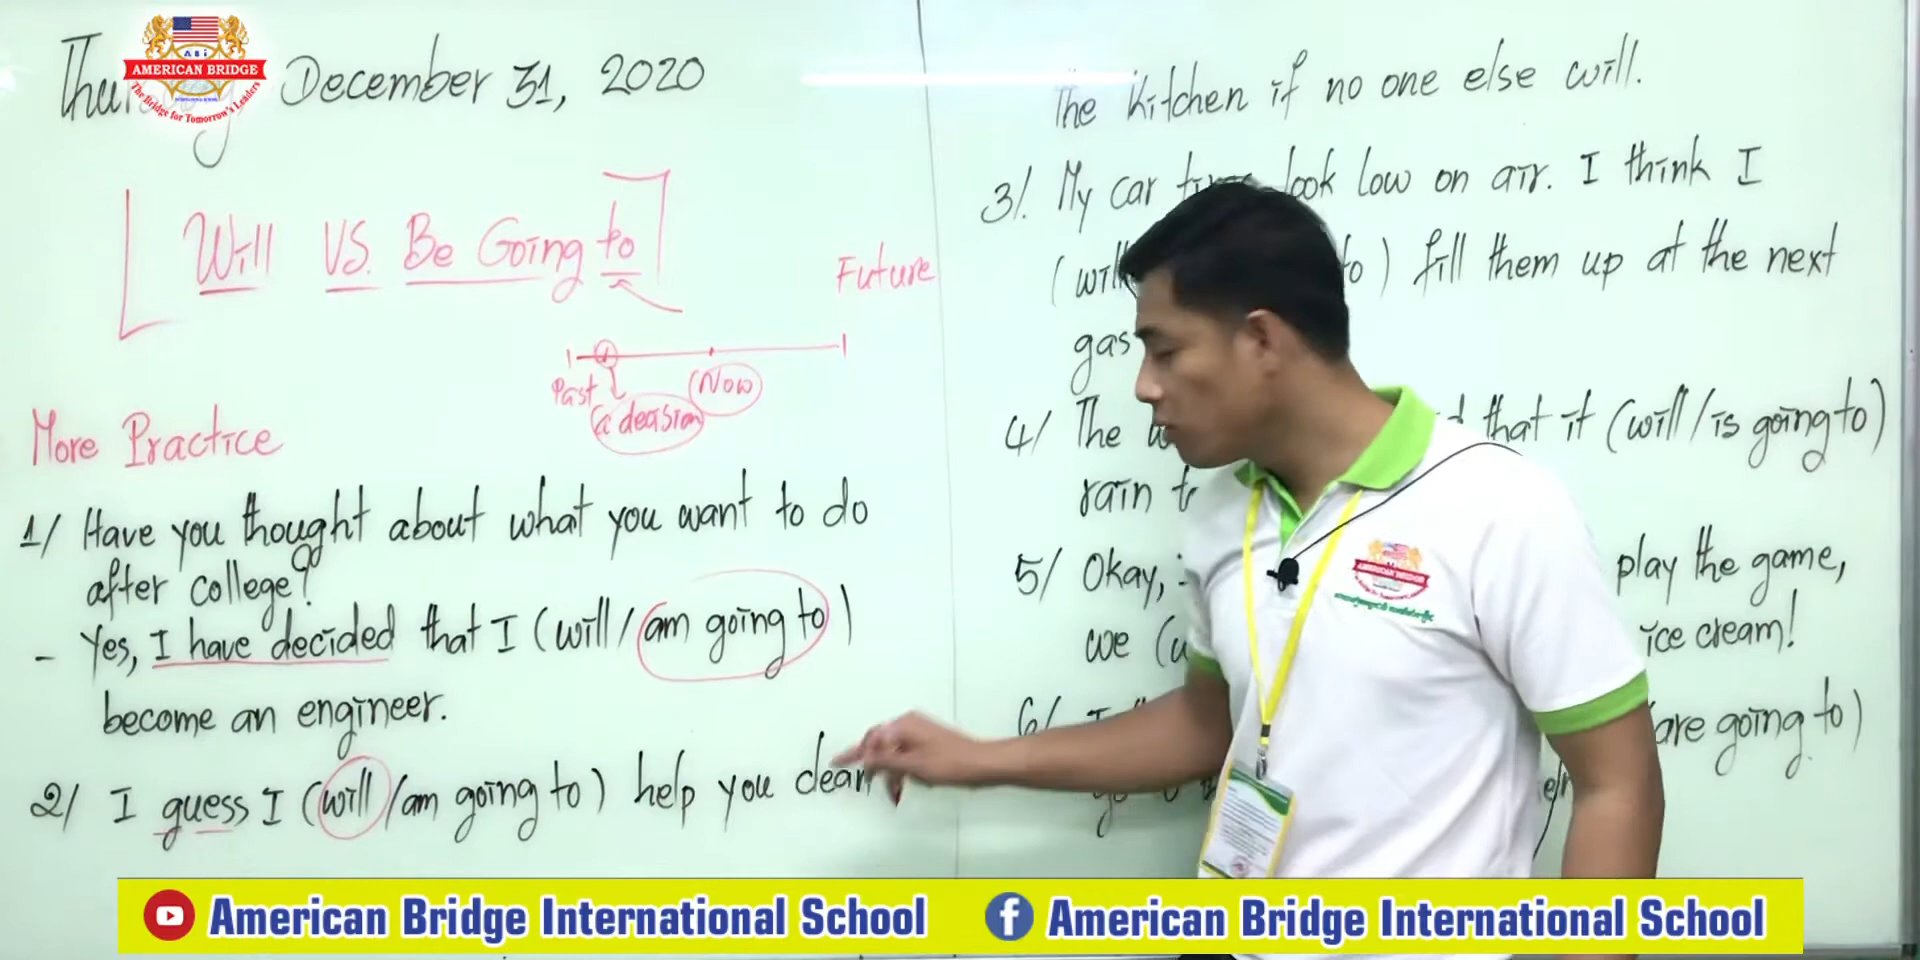 AMERICAN BRIDGE
The Bridge for Tomorrow's Leaders
December 31, 2020
Will VS. Be Going to
Future
Past
Now
a decision
More Practice
1/ Have you thought about what you want to do
after college?
- Yes, I have decided that I (will/am going to)
become an engineer.
2/ I guess I (will/am going to) help you clean
The Kitchen if no one else will.
3/. My car look low on air. I think I
to) fill them up at the next
gas
4/ The that it (will/is going to)
rain
5/ Okay, play the game,
we ice cream!
6/ are going to)
AMERICAN BRIDGE
American Bridge International School
American Bridge International School